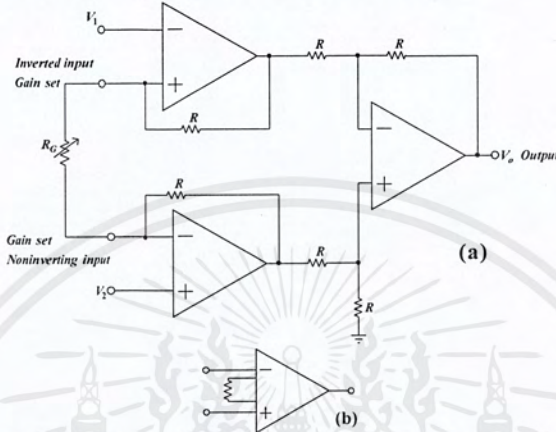 V1
−
R
R
Inverted input
Gain set
+
R
RG
−
Vo Output
R
+
Gain set
Noninverting input
−
R
(a)
V2
+
R
−
+
(b)